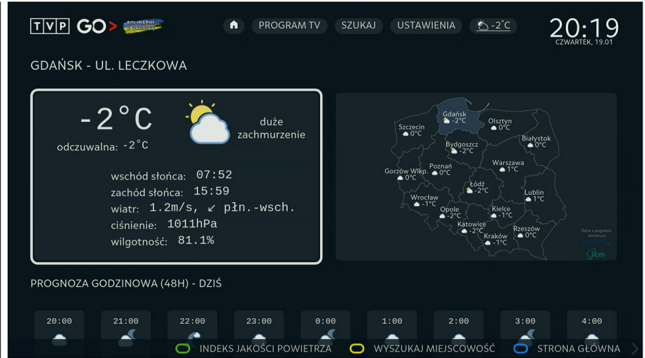 TVP GO>
PROGRAM TV SZUKAJ USTAWIENIA -2°C
20:19
CZWARTEK, 19.01
GDAŃSK - UL. LECZKOWA
-2°C
odczuwalna: -2°C
duże
zachmurzenie
wschód słońca: 07:52
zachód słońca: 15:59
wiatr: 1.2m/s, ↙ płn.-wsch.
ciśnienie: 1011hPa
wilgotność: 81.1%
Gdańsk
-2°C
Szczecin
0°C
Olsztyn
0°C
Białystok
0°C
Bydgoszcz
-2°C
Gorzów Wlkp.
0°C
Poznań
0°C
Warszawa
1°C
Łódź
-2°C
Lublin
1°C
Wrocław
-1°C
Opole
-2°C
Kielce
-1°C
Katowice
-2°C
Kraków
-1°C
Rzeszów
0°C
PROGNOZA GODZINOWA (48H) - DZIŚ
20:00 21:00 22:00 23:00 0:00 1:00 2:00 3:00 4:00
INDEKS JAKOŚCI POWIETRZA WYSZUKAJ MIEJSCOWOŚĆ STRONA GŁÓWNA